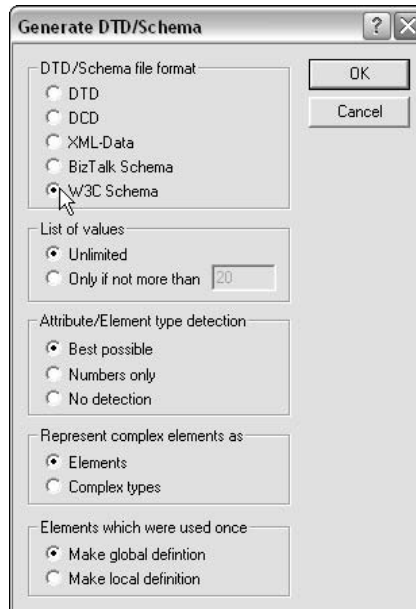 Generate DTD/Schema
DTD/Schema file format
OK
DTD
Cancel
DCD
XML-Data
BizTalk Schema
W3C Schema
List of values
Unlimited
Only if not more than 20
Attribute/Element type detection
Best possible
Numbers only
No detection
Represent complex elements as
Elements
Complex types
Elements which were used once
Make global defintion
Make local definition